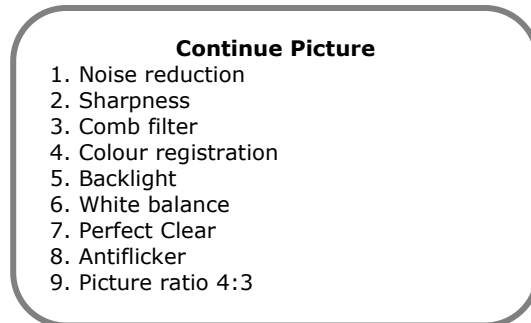 Continue Picture
1. Noise reduction
2. Sharpness
3. Comb filter
4. Colour registration
5. Backlight
6. White balance
7. Perfect Clear
8. Antiflicker
9. Picture ratio 4:3